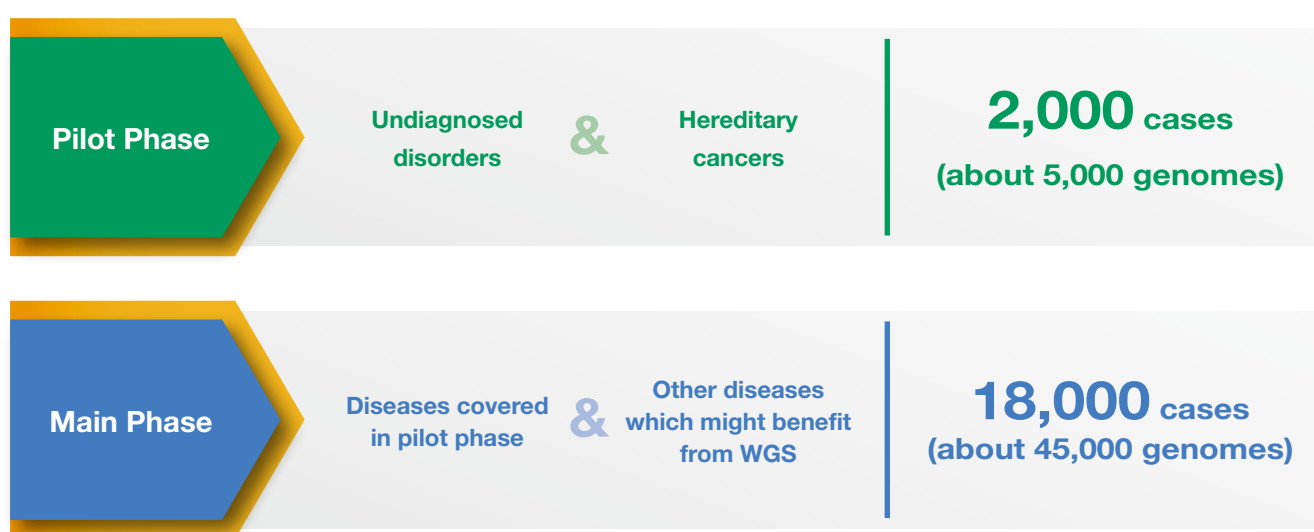 Pilot Phase
Undiagnosed
disorders
&
Hereditary
cancers
2,000 cases
(about 5,000 genomes)
Main Phase
Diseases covered
in pilot phase
&
Other diseases
which might benefit
from WGS
18,000 cases
(about 45,000 genomes)